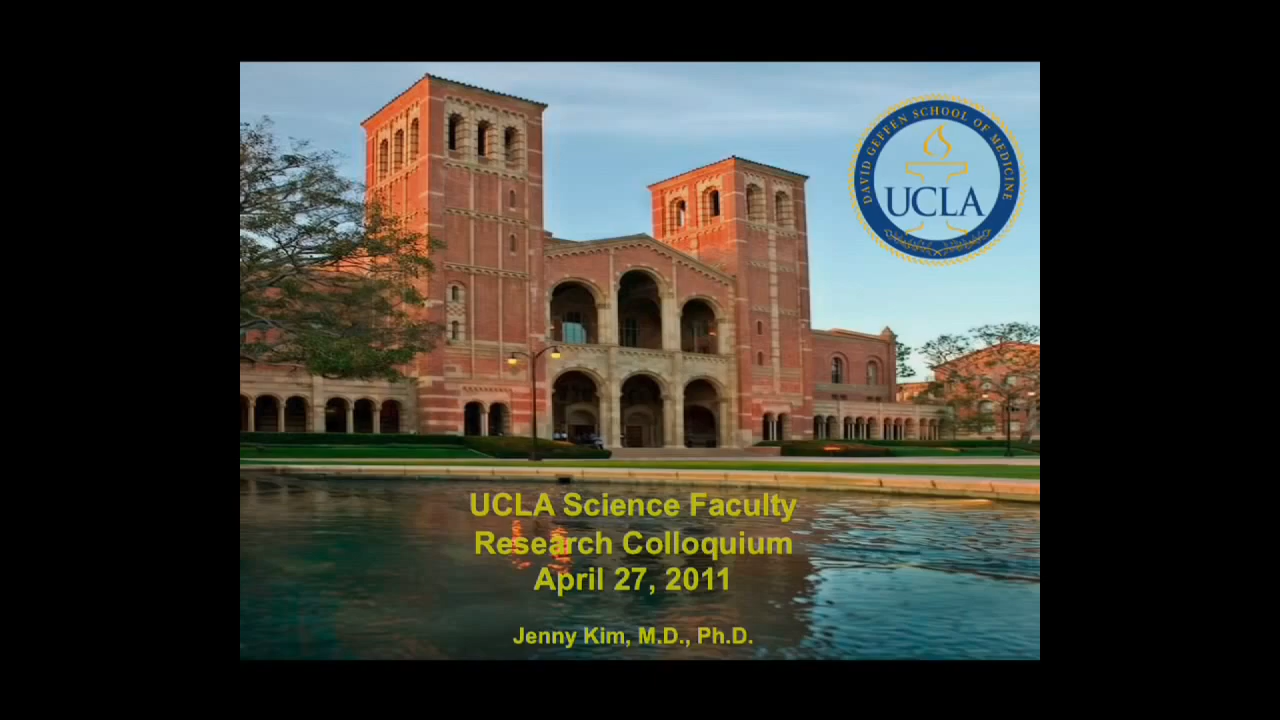 DAVID GEFFEN SCHOOL OF MEDICINE
UCLA
UCLA Science Faculty
Research Colloquium
April 27, 2011
Jenny Kim, M.D., Ph.D.